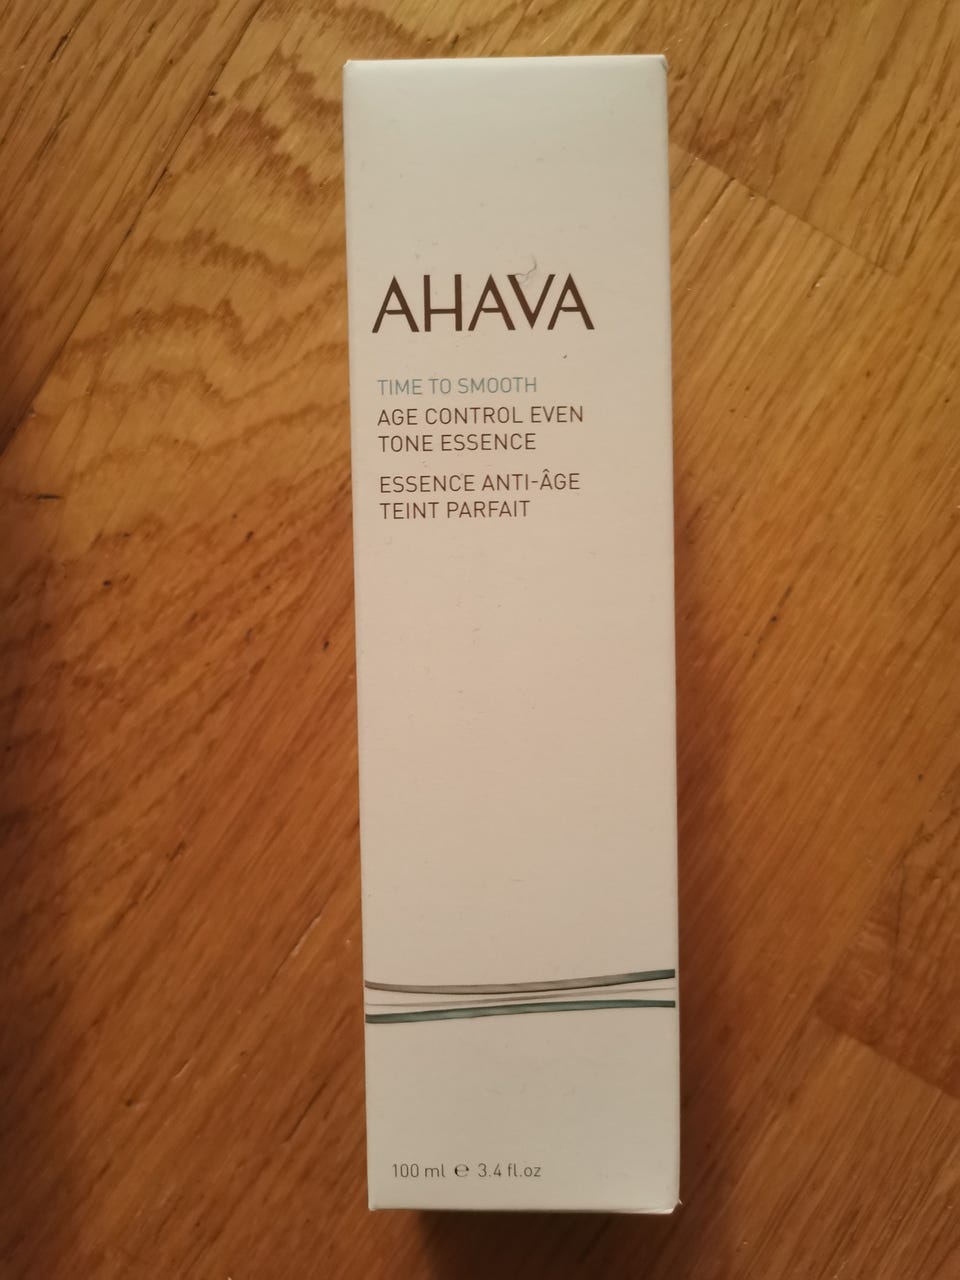 AHAVA
TIME TO SMOOTH
AGE CONTROL EVEN
TONE ESSENCE
ESSENCE ANTI-ÂGE
TEINT PARFAIT
100 ml ℮ 3.4 fl.oz